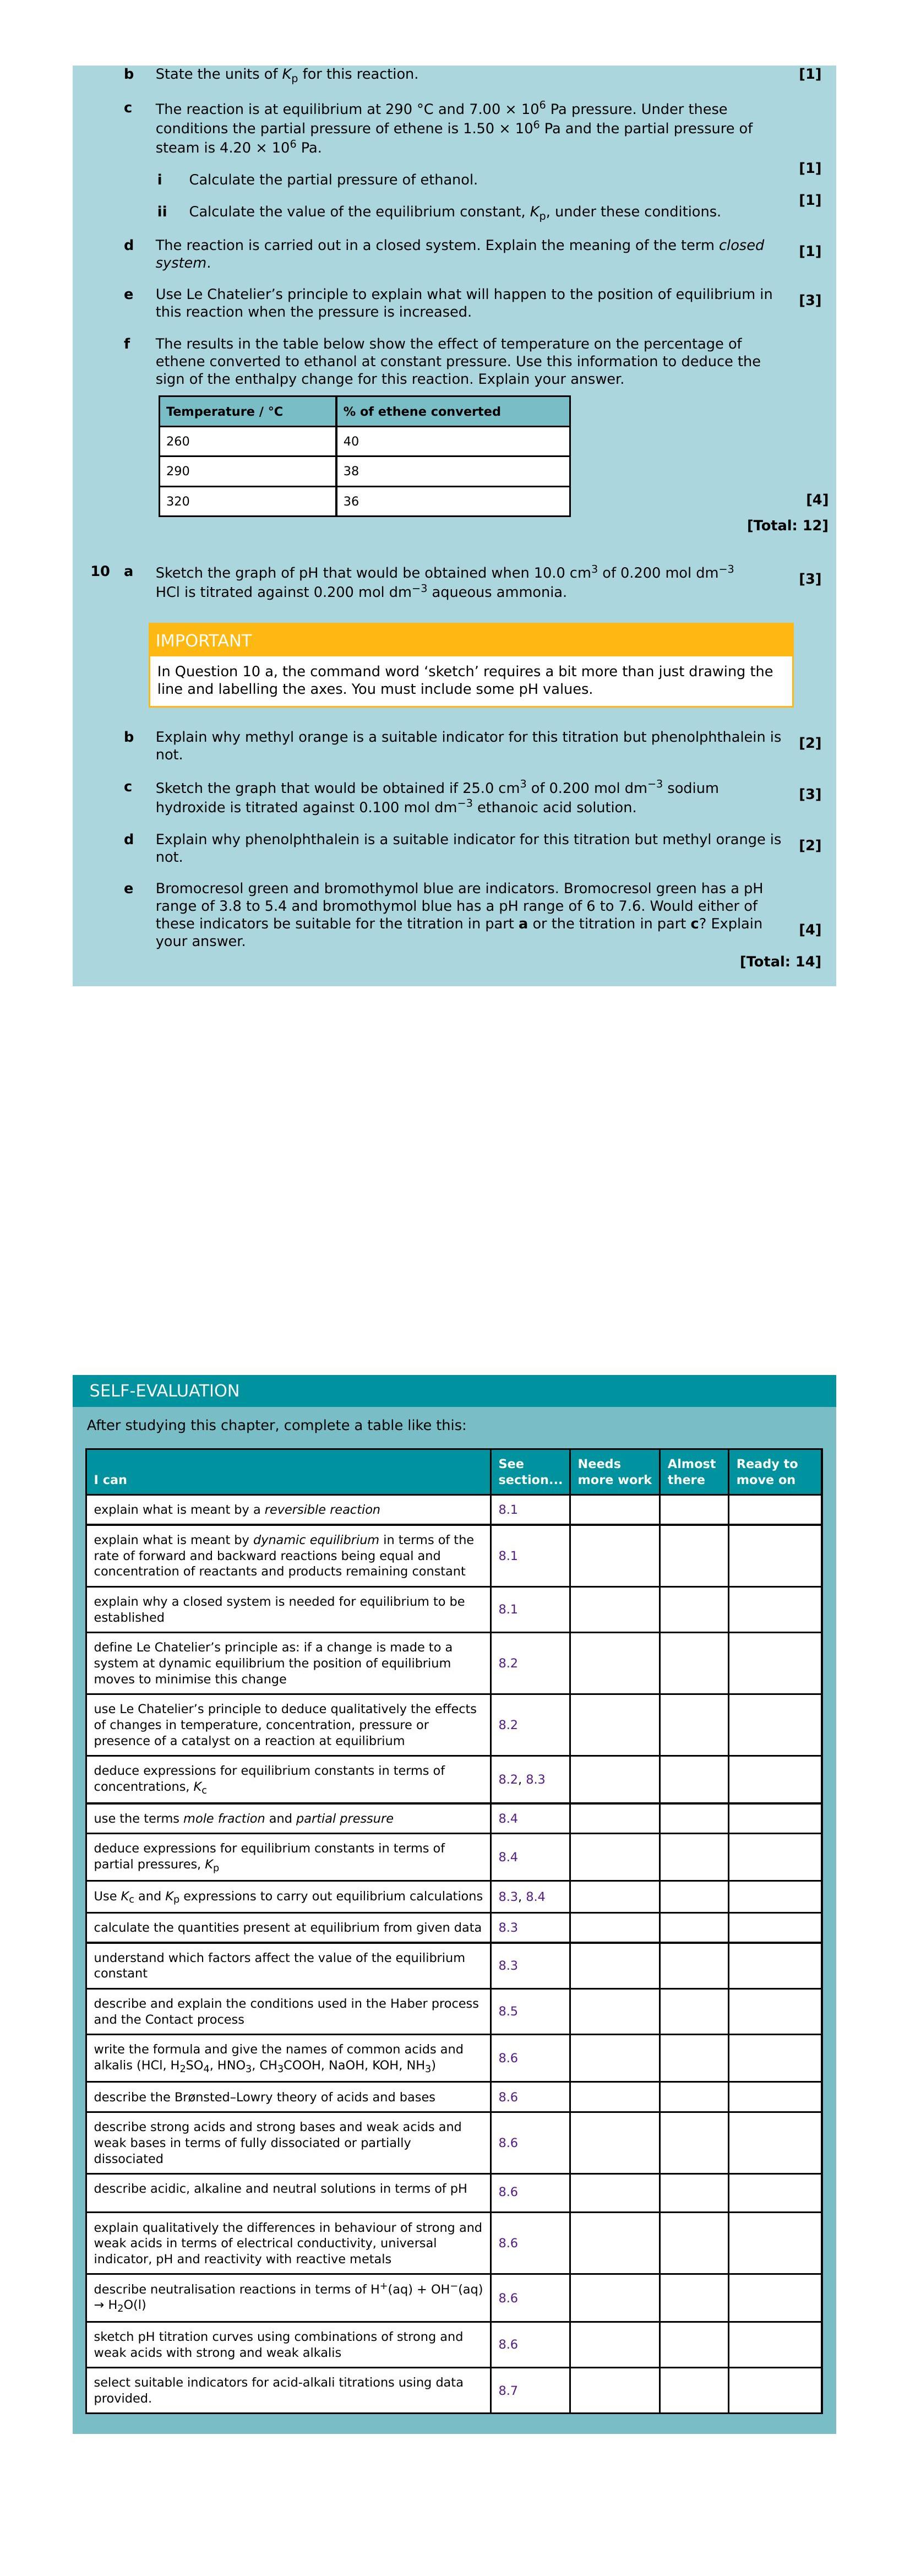 b State the units of Kp for this reaction. [1]
c The reaction is at equilibrium at 290 °C and 7.00 × 10⁶ Pa pressure. Under these
conditions the partial pressure of ethene is 1.50 × 10⁶ Pa and the partial pressure of
steam is 4.20 × 10⁶ Pa.
i Calculate the partial pressure of ethanol. [1]
ii Calculate the value of the equilibrium constant, Kp, under these conditions. [1]
d The reaction is carried out in a closed system. Explain the meaning of the term closed
system. [1]
e Use Le Chatelier’s principle to explain what will happen to the position of equilibrium in
this reaction when the pressure is increased. [3]
f The results in the table below show the effect of temperature on the percentage of
ethene converted to ethanol at constant pressure. Use this information to deduce the
sign of the enthalpy change for this reaction. Explain your answer.
Temperature / °C % of ethene converted
260 40
290 38
320 36
[4]
[Total: 12]
10 a Sketch the graph of pH that would be obtained when 10.0 cm³ of 0.200 mol dm⁻³
HCl is titrated against 0.200 mol dm⁻³ aqueous ammonia. [3]
IMPORTANT
In Question 10 a, the command word ‘sketch’ requires a bit more than just drawing the
line and labelling the axes. You must include some pH values.
b Explain why methyl orange is a suitable indicator for this titration but phenolphthalein is
not. [2]
c Sketch the graph that would be obtained if 25.0 cm³ of 0.200 mol dm⁻³ sodium
hydroxide is titrated against 0.100 mol dm⁻³ ethanoic acid solution. [3]
d Explain why phenolphthalein is a suitable indicator for this titration but methyl orange is
not. [2]
e Bromocresol green and bromothymol blue are indicators. Bromocresol green has a pH
range of 3.8 to 5.4 and bromothymol blue has a pH range of 6 to 7.6. Would either of
these indicators be suitable for the titration in part a or the titration in part c? Explain
your answer. [4]
[Total: 14]
SELF-EVALUATION
After studying this chapter, complete a table like this:
I can See section... Needs more work Almost there Ready to move on
explain what is meant by a reversible reaction 8.1
explain what is meant by dynamic equilibrium in terms of the
rate of forward and backward reactions being equal and
concentration of reactants and products remaining constant 8.1
explain why a closed system is needed for equilibrium to be
established 8.1
define Le Chatelier’s principle as: if a change is made to a
system at dynamic equilibrium the position of equilibrium
moves to minimise this change 8.2
use Le Chatelier’s principle to deduce qualitatively the effects
of changes in temperature, concentration, pressure or
presence of a catalyst on a reaction at equilibrium 8.2
deduce expressions for equilibrium constants in terms of
concentrations, Kc 8.2, 8.3
use the terms mole fraction and partial pressure 8.4
deduce expressions for equilibrium constants in terms of
partial pressures, Kp 8.4
Use Kc and Kp expressions to carry out equilibrium calculations 8.3, 8.4
calculate the quantities present at equilibrium from given data 8.3
understand which factors affect the value of the equilibrium
constant 8.3
describe and explain the conditions used in the Haber process
and the Contact process 8.5
write the formula and give the names of common acids and
alkalis (HCl, H₂SO₄, HNO₃, CH₃COOH, NaOH, KOH, NH₃) 8.6
describe the Brønsted–Lowry theory of acids and bases 8.6
describe strong acids and strong bases and weak acids and
weak bases in terms of fully dissociated or partially
dissociated 8.6
describe acidic, alkaline and neutral solutions in terms of pH 8.6
explain qualitatively the differences in behaviour of strong and
weak acids in terms of electrical conductivity, universal
indicator, pH and reactivity with reactive metals 8.6
describe neutralisation reactions in terms of H⁺(aq) + OH⁻(aq)
→ H₂O(l) 8.6
sketch pH titration curves using combinations of strong and
weak acids with strong and weak alkalis 8.6
select suitable indicators for acid-alkali titrations using data
provided. 8.7